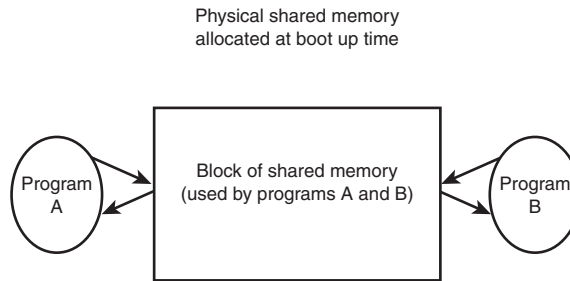 Physical shared memory
allocated at boot up time
Program
A
Block of shared memory
(used by programs A and B)
Program
B